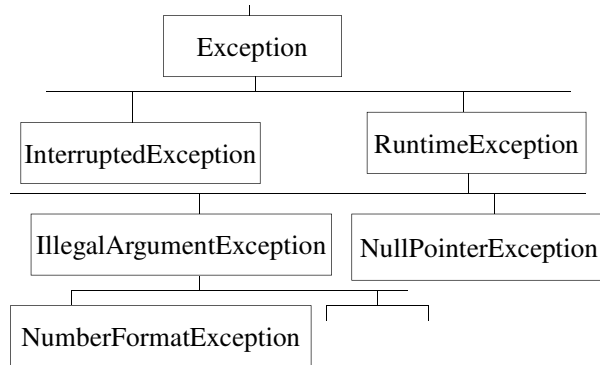 Exception
InterruptedException
RuntimeException
IllegalArgumentException
NullPointerException
NumberFormatException